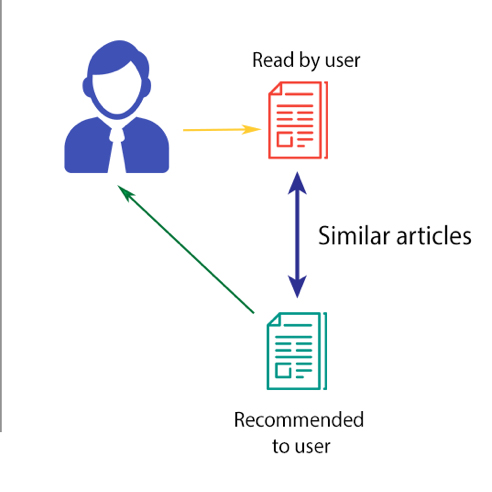 Read by user
Similar articles
Recommended
to user